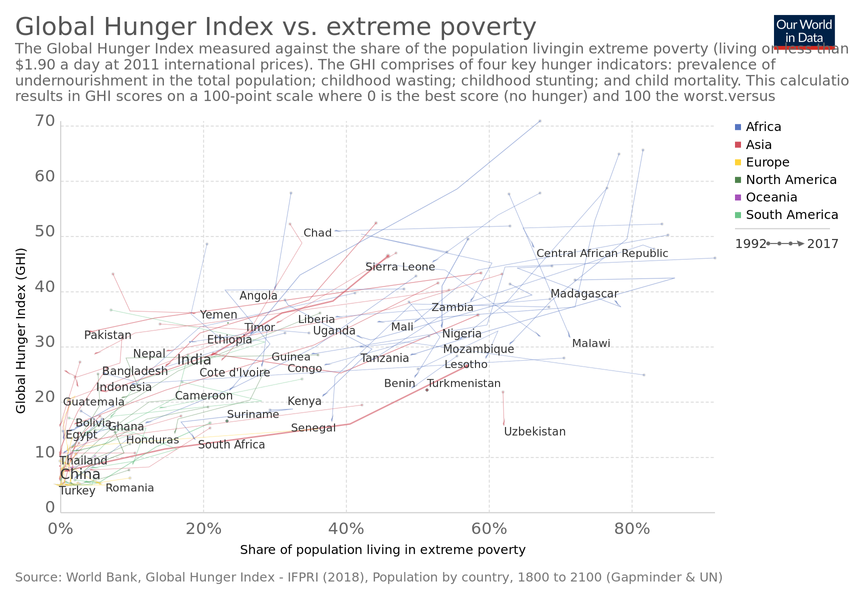 Global Hunger Index vs. extreme poverty
Our World
in Data
The Global Hunger Index measured against the share of the population livingin extreme poverty (living on less than
$1.90 a day at 2011 international prices). The GHI comprises of four key hunger indicators: prevalence of
undernourishment in the total population; childhood wasting; childhood stunting; and child mortality. This calculatio
results in GHI scores on a 100-point scale where 0 is the best score (no hunger) and 100 the worst.versus
70
60
50
40
30
20
10
0
Global Hunger Index (GHI)
Africa
Asia
Europe
North America
Oceania
South America
1992 2017
Chad
Central African Republic
Sierra Leone
Angola
Madagascar
Zambia
Yemen
Liberia
Timor
Uganda
Mali
Pakistan
Ethiopia
Nigeria
Malawi
Nepal
India
Guinea
Tanzania
Mozambique
Bangladesh
Cote d'Ivoire
Congo
Lesotho
Indonesia
Benin
Turkmenistan
Guatemala
Cameroon
Kenya
Suriname
Bolivia
Ghana
Senegal
Uzbekistan
Egypt
Honduras
South Africa
Thailand
China
Turkey
Romania
0%
20%
40%
60%
80%
Share of population living in extreme poverty
Source: World Bank, Global Hunger Index - IFPRI (2018), Population by country, 1800 to 2100 (Gapminder & UN)